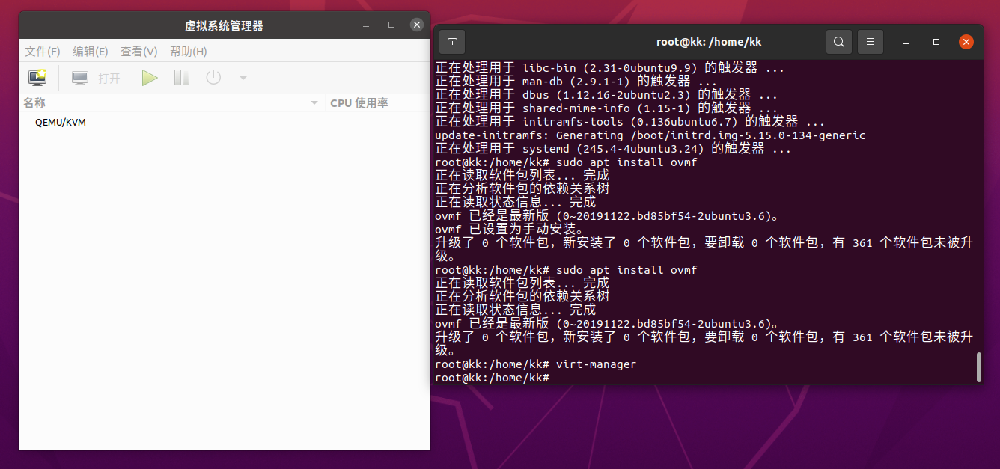 虚拟系统管理器
文件(F) 编辑(E) 查看(V) 帮助(H)
打开
名称 CPU 使用率
QEMU/KVM
root@kk: /home/kk
正在处理用于 libc-bin (2.31-0ubuntu9.9) 的触发器 ...
正在处理用于 man-db (2.9.1-1) 的触发器 ...
正在处理用于 dbus (1.12.16-2ubuntu2.3) 的触发器 ...
正在处理用于 shared-mime-info (1.15-1) 的触发器 ...
正在处理用于 initramfs-tools (0.136ubuntu6.7) 的触发器 ...
update-initramfs: Generating /boot/initrd.img-5.15.0-134-generic
正在处理用于 systemd (245.4-4ubuntu3.24) 的触发器 ...
root@kk:/home/kk# sudo apt install ovmf
正在读取软件包列表... 完成
正在分析软件包的依赖关系树
正在读取状态信息... 完成
ovmf 已经是最新版 (0~20191122.bd85bf54-2ubuntu3.6)。
ovmf 已设置为手动安装。
升级了 0 个软件包，新安装了 0 个软件包，要卸载 0 个软件包，有 361 个软件包未被升
级。
root@kk:/home/kk# sudo apt install ovmf
正在读取软件包列表... 完成
正在分析软件包的依赖关系树
正在读取状态信息... 完成
ovmf 已经是最新版 (0~20191122.bd85bf54-2ubuntu3.6)。
升级了 0 个软件包，新安装了 0 个软件包，要卸载 0 个软件包，有 361 个软件包未被升
级。
root@kk:/home/kk# virt-manager
root@kk:/home/kk#